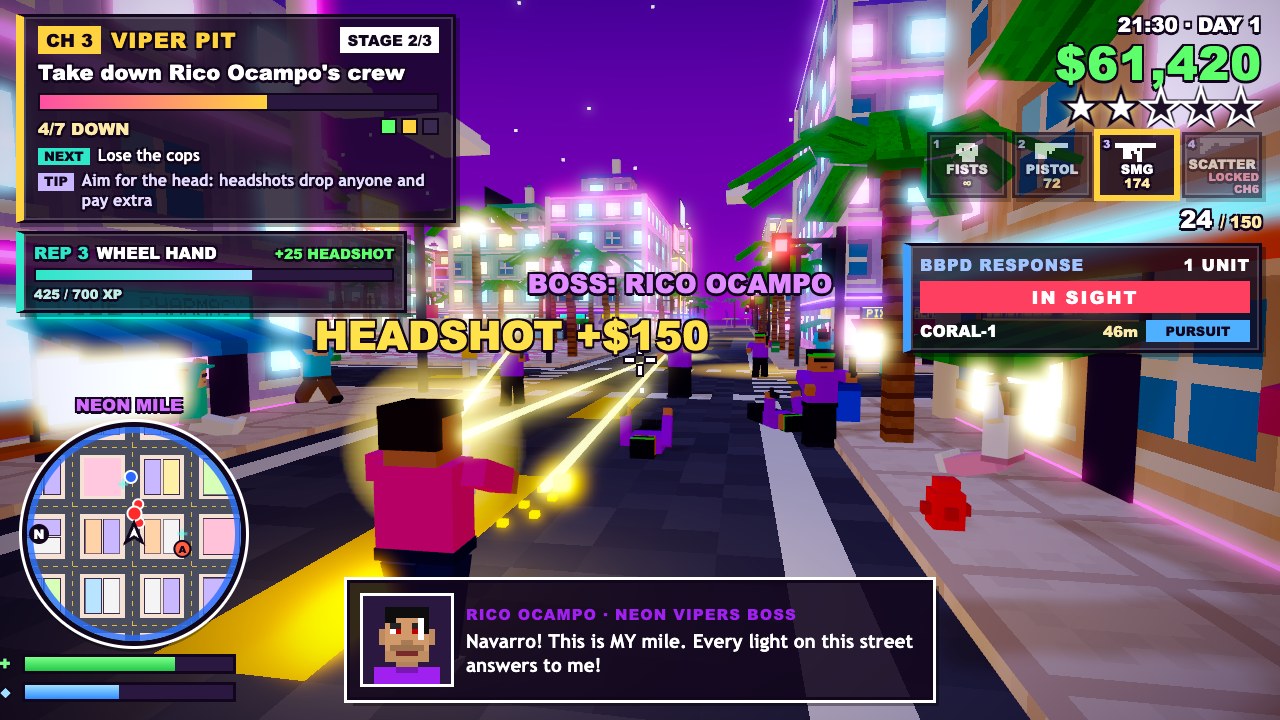 CH 3 VIPER PIT STAGE 2/3
Take down Rico Ocampo's crew
4/7 DOWN
NEXT Lose the cops
TIP Aim for the head: headshots drop anyone and
pay extra
REP 3 WHEEL HAND +25 HEADSHOT
425 / 700 XP
PHARMACY
21:30 · DAY 1
$61,420
1 FISTS ∞
2 PISTOL 72
3 SMG 174
4 SCATTER LOCKED CH6
24 / 150
BBPD RESPONSE 1 UNIT
IN SIGHT
CORAL-1 46m PURSUIT
BOSS: RICO OCAMPO
HEADSHOT +$150
NEON MILE
N
A
RICO OCAMPO · NEON VIPERS BOSS
Navarro! This is MY mile. Every light on this street
answers to me!